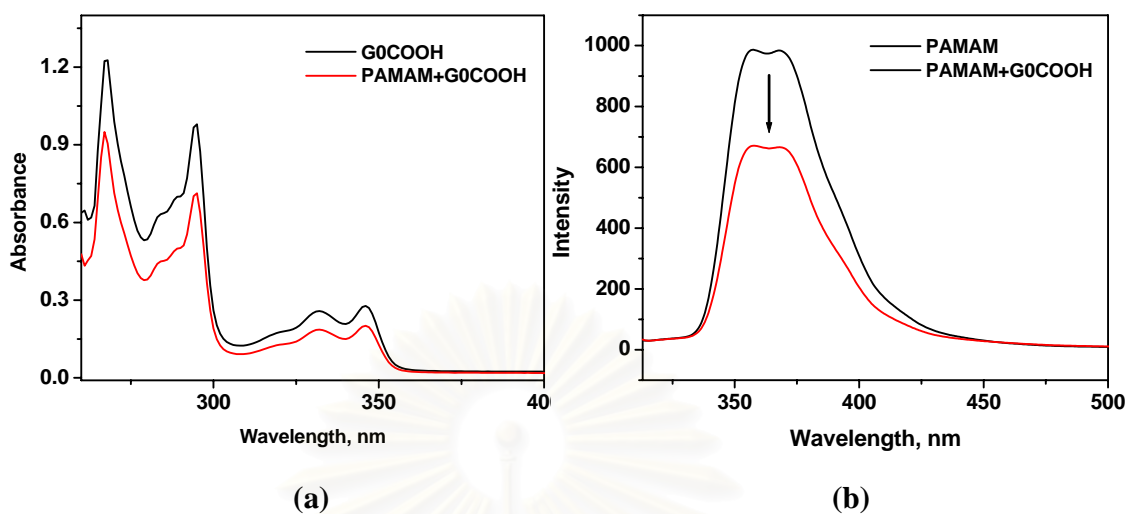 G0COOH
PAMAM+G0COOH
1.2
0.9
0.6
0.3
0.0
Absorbance
300
350
400
Wavelength, nm
(a)
PAMAM
PAMAM+G0COOH
1000
800
600
400
200
0
Intensity
350
400
450
500
Wavelength, nm
(b)